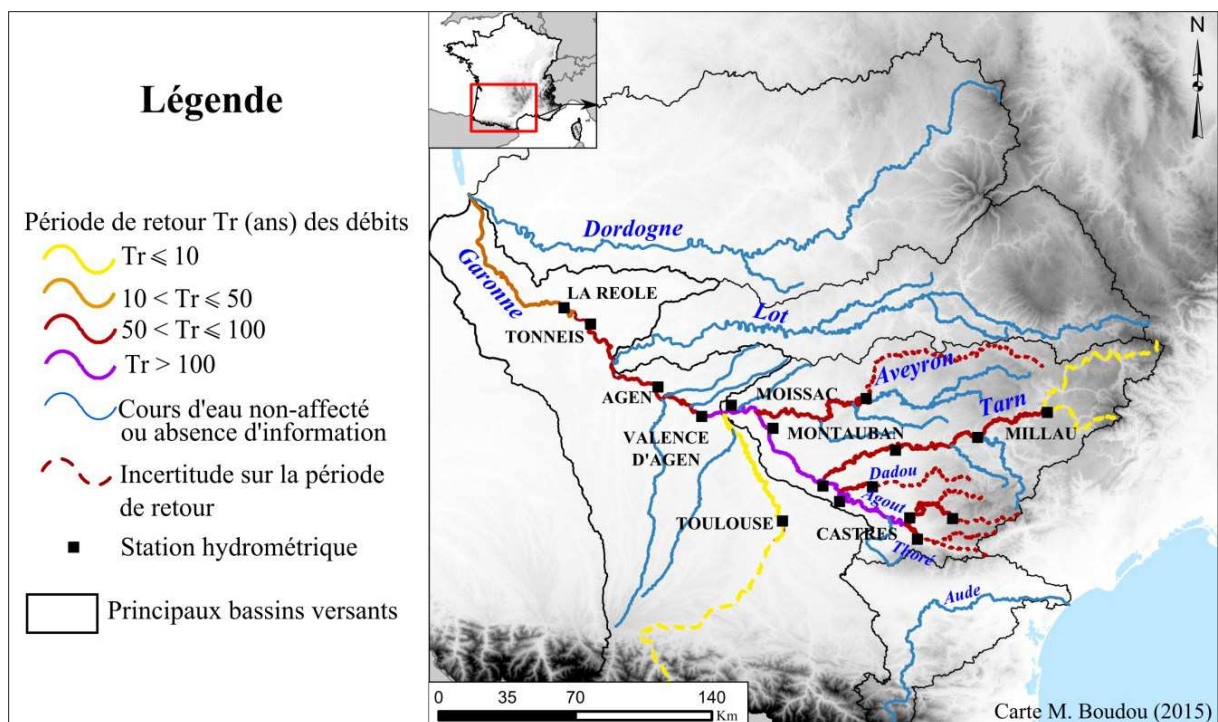 Légende
Période de retour Tr (ans) des débits
Tr ⩽ 10
10 < Tr ⩽ 50
50 < Tr ⩽ 100
Tr > 100
Cours d'eau non-affecté
ou absence d'information
Incertitude sur la période
de retour
Station hydrométrique
Principaux bassins versants
N
Dordogne
Garonne
LA REOLE
TONNEIS
Lot
Aveyron
AGEN
MOISSAC
Tarn
VALENCE
D'AGEN
MONTAUBAN
MILLAU
Dadou
Agout
TOULOUSE
CASTRES
Thoré
Aude
0 35 70 140
Km
Carte M. Boudou (2015)